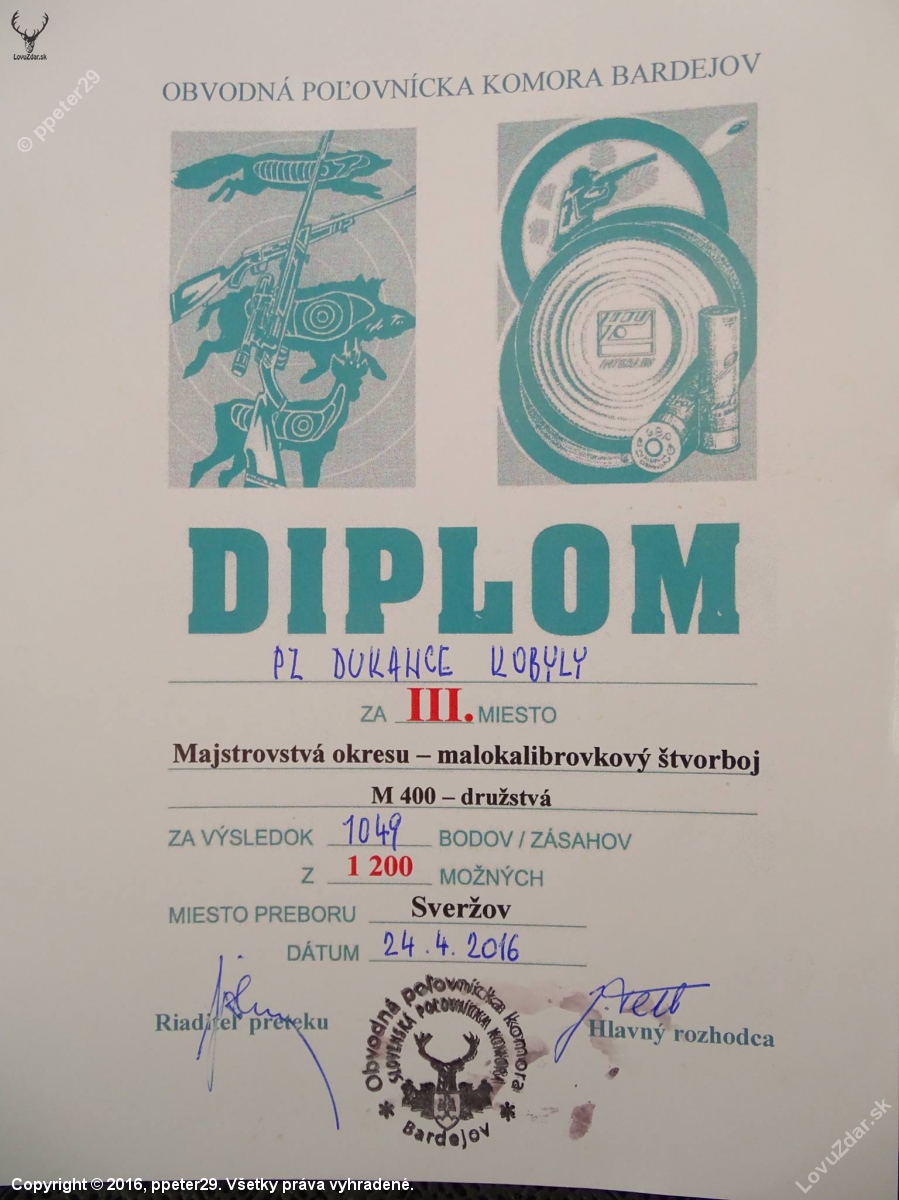 LovuZdar.sk
© ppeter29
OBVODNÁ POĽOVNÍCKA KOMORA BARDEJOV
DIPLOM
PZ DUKANCE KOBYLY
ZA III. MIESTO
Majstrovstvá okresu – malokalibrovkový štvorboj
M 400 – družstvá
ZA VÝSLEDOK 1049 BODOV / ZÁSAHOV
Z 1 200 MOŽNÝCH
MIESTO PREBORU Sveržov
DÁTUM 24.4.2016
Riaditeľ preteku
Hlavný rozhodca
Obvodná poľovnícka komora
SLOVENSKÁ POĽOVNÍCKA KOMORA
Bardejov
LovuZdar.sk
Copyright © 2016, ppeter29. Všetky práva vyhradené.